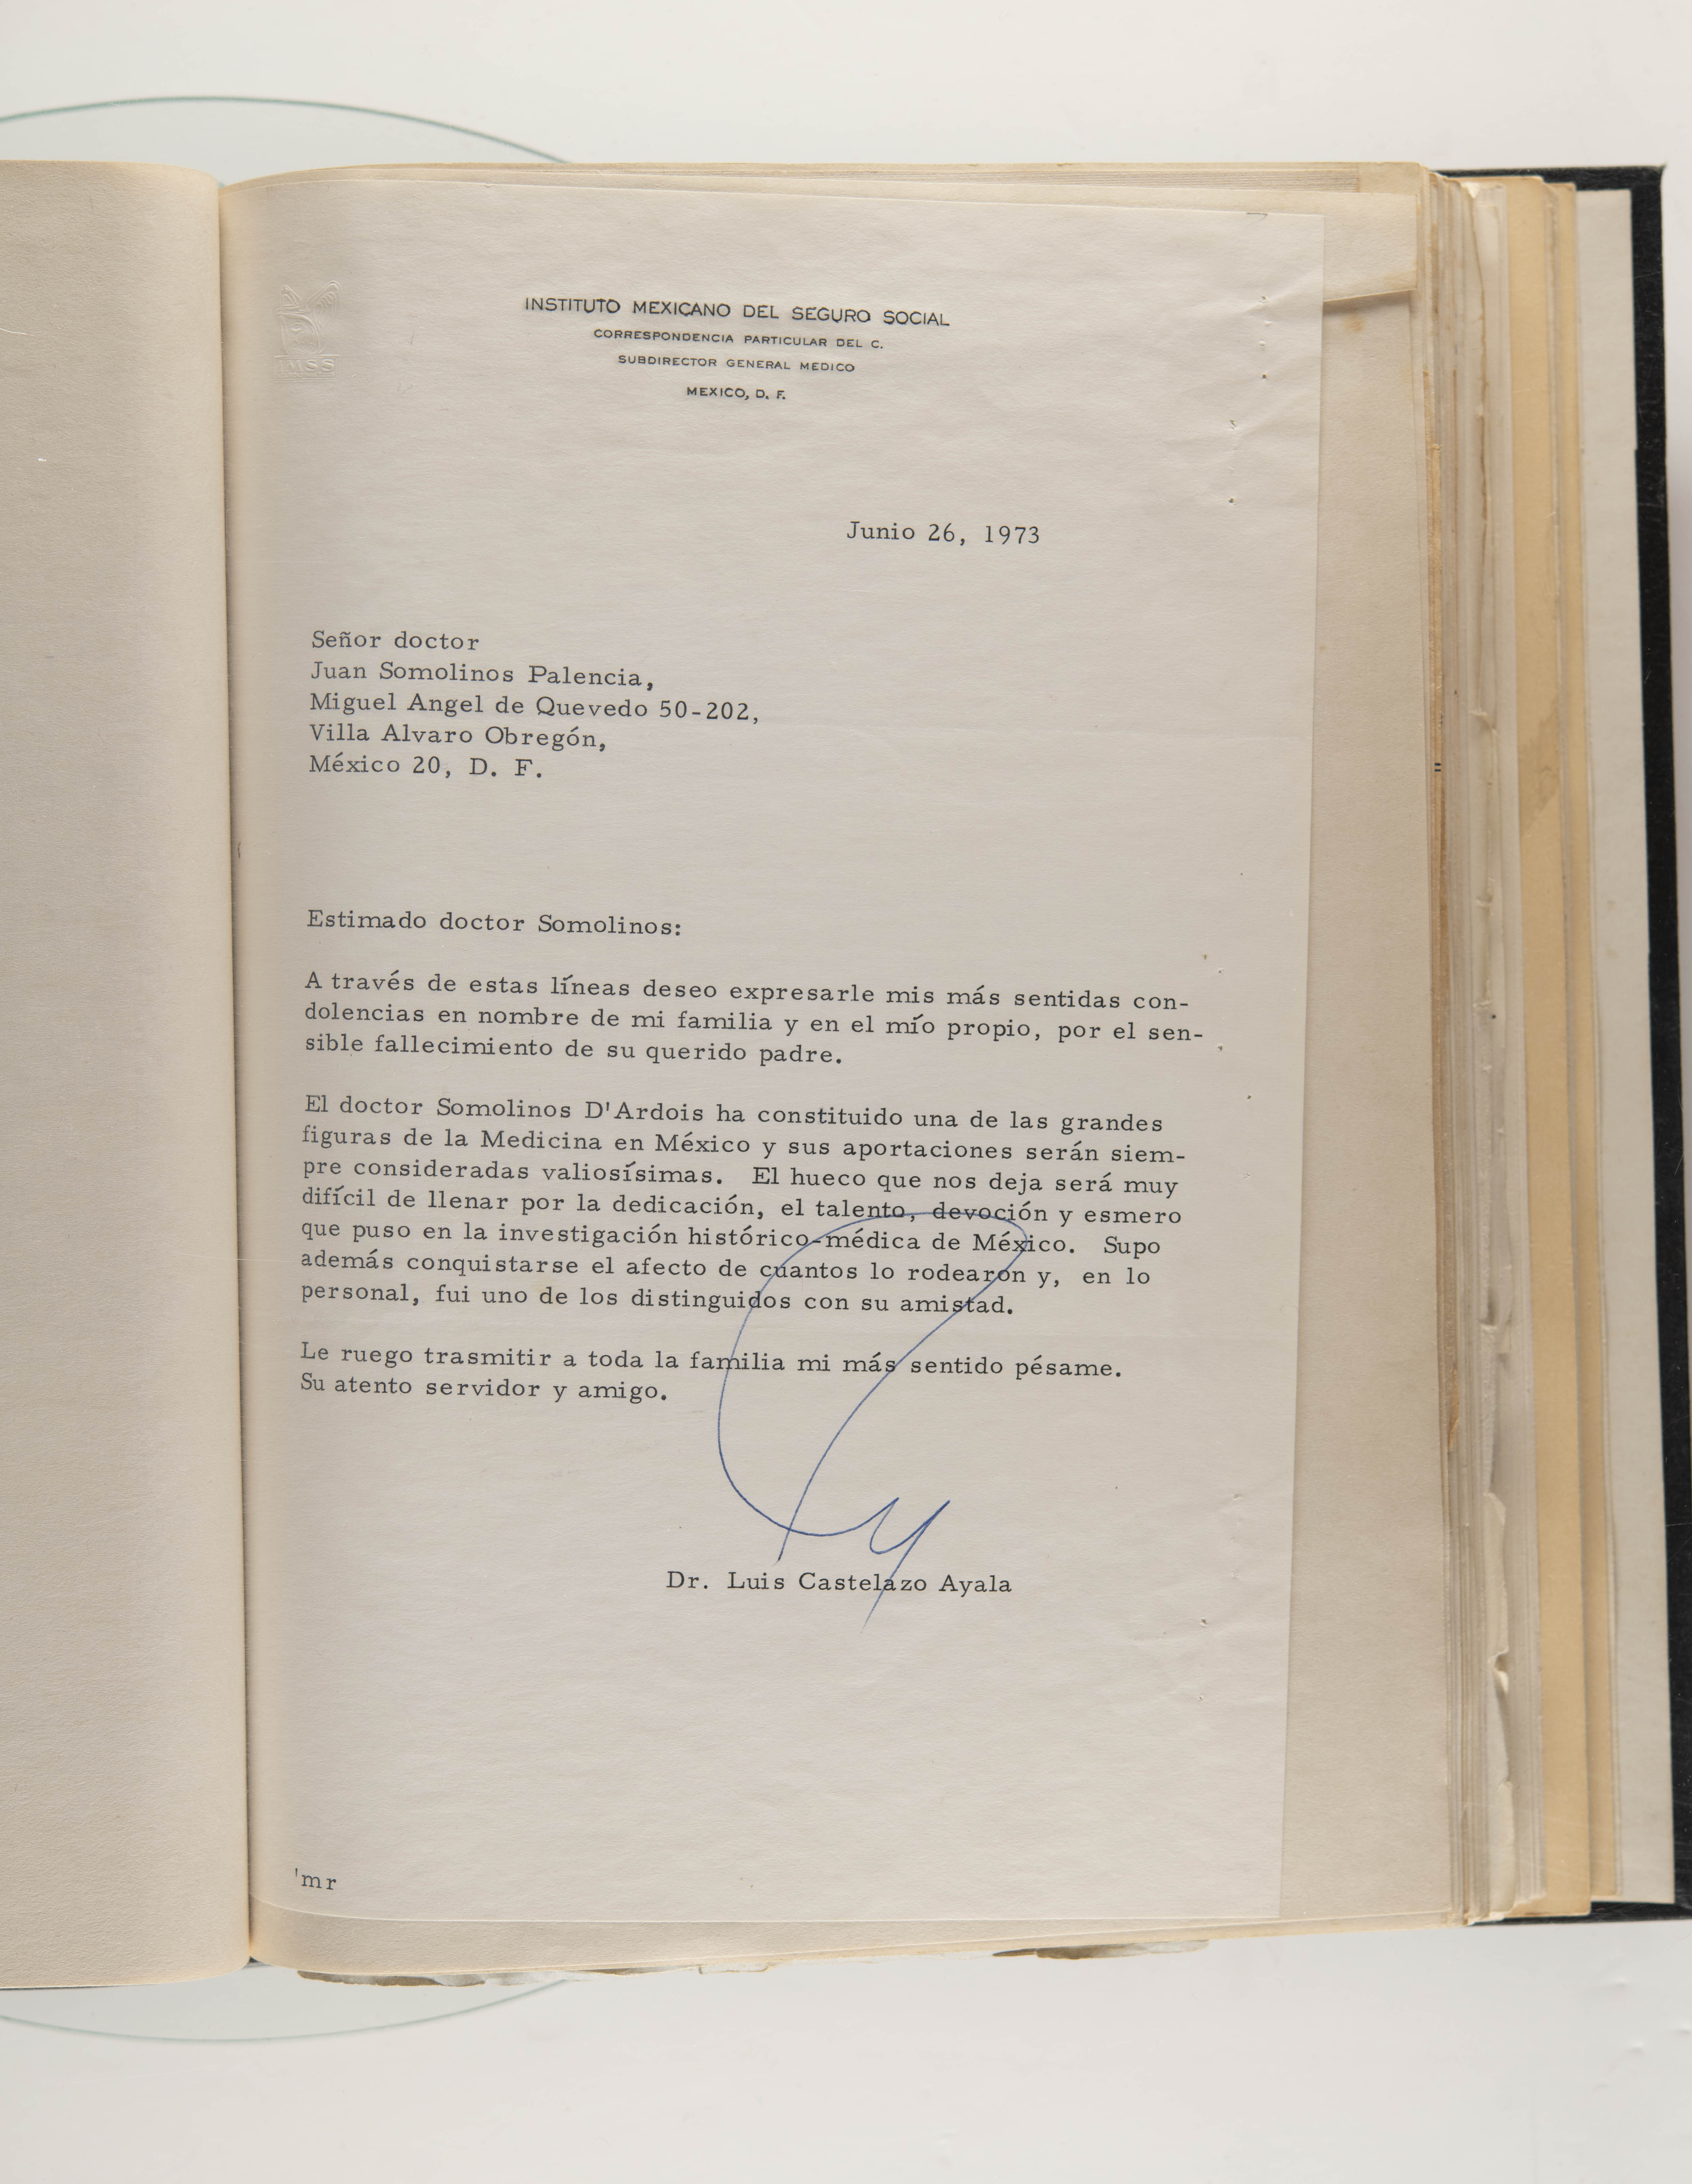 IMSS
INSTITUTO MEXICANO DEL SEGURO SOCIAL
CORRESPONDENCIA PARTICULAR DEL C.
SUBDIRECTOR GENERAL MEDICO
MEXICO, D. F.
Junio 26, 1973
Señor doctor
Juan Somolinos Palencia,
Miguel Angel de Quevedo 50-202,
Villa Alvaro Obregón,
México 20, D. F.
Estimado doctor Somolinos:
A través de estas líneas deseo expresarle mis más sentidas con-
dolencias en nombre de mi familia y en el mío propio, por el sen-
sible fallecimiento de su querido padre.
El doctor Somolinos D'Ardois ha constituido una de las grandes
figuras de la Medicina en México y sus aportaciones serán siem-
pre consideradas valiosísimas. El hueco que nos deja será muy
difícil de llenar por la dedicación, el talento, devoción y esmero
que puso en la investigación histórico-médica de México. Supo
además conquistarse el afecto de cuantos lo rodearon y, en lo
personal, fui uno de los distinguidos con su amistad.
Le ruego trasmitir a toda la familia mi más sentido pésame.
Su atento servidor y amigo.
Dr. Luis Castelazo Ayala
'mr